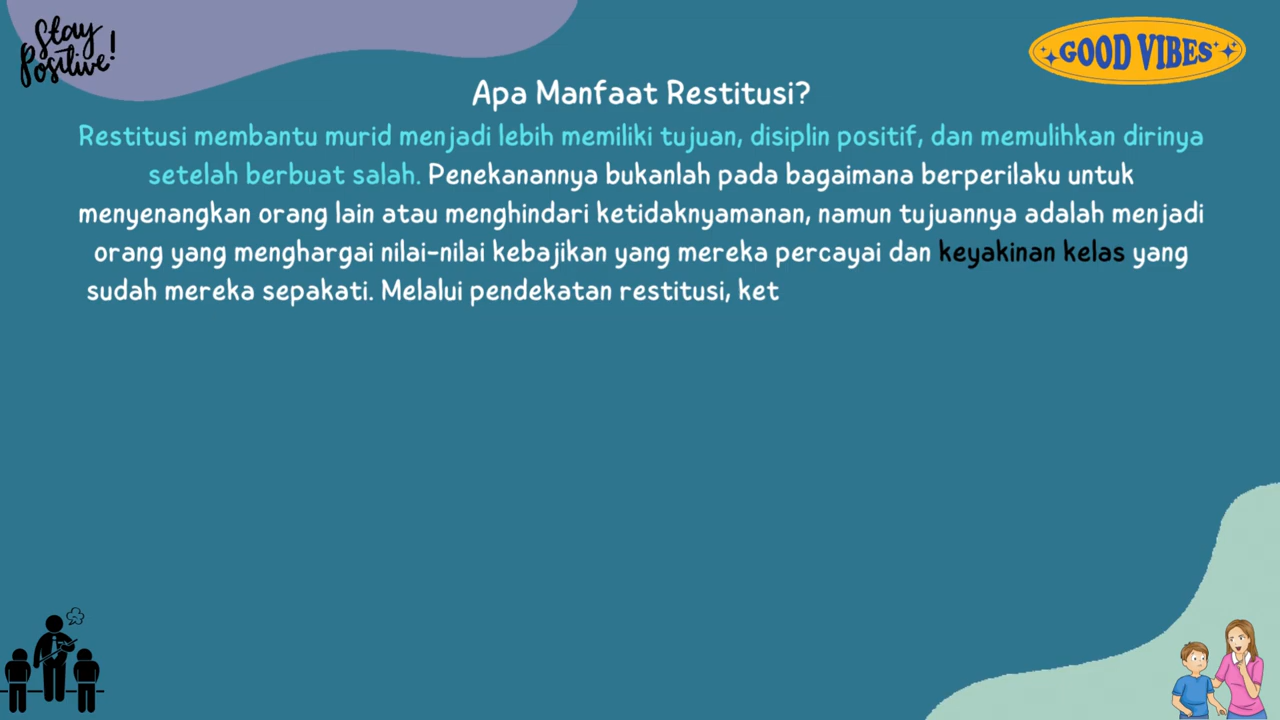 Stay
Positive!
GOOD VIBES
Apa Manfaat Restitusi?
Restitusi membantu murid menjadi lebih memiliki tujuan, disiplin positif, dan memulihkan dirinya
setelah berbuat salah. Penekanannya bukanlah pada bagaimana berperilaku untuk
menyenangkan orang lain atau menghindari ketidaknyamanan, namun tujuannya adalah menjadi
orang yang menghargai nilai-nilai kebajikan yang mereka percayai dan keyakinan kelas yang
sudah mereka sepakati. Melalui pendekatan restitusi, ket